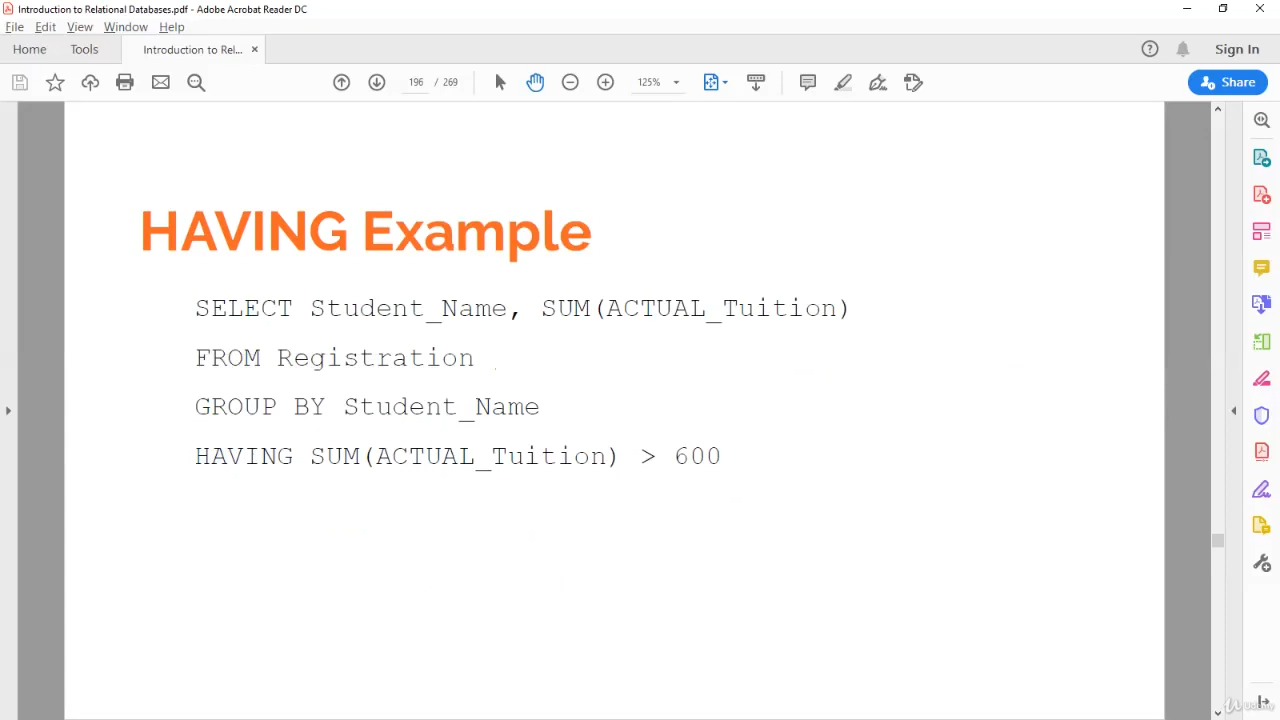 Introduction to Relational Databases.pdf - Adobe Acrobat Reader DC
File Edit View Window Help
Home Tools Introduction to Rel... × Sign In
196 / 269 125% Share
HAVING Example
SELECT Student_Name, SUM(ACTUAL_Tuition)
FROM Registration
GROUP BY Student_Name
HAVING SUM(ACTUAL_Tuition) > 600
Udemy